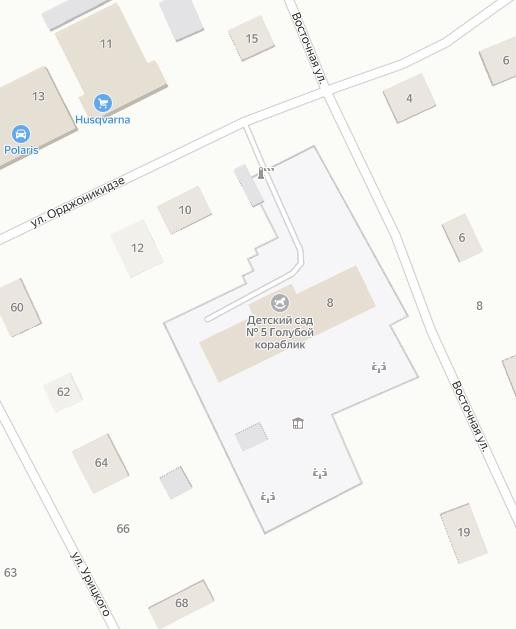 11
15
Восточная ул.
6
13
4
Husqvarna
Polaris
ул. Орджоникидзе
10
12
6
60
8
8
Детский сад
№ 5 Голубой
кораблик
62
Восточная ул.
64
66
19
63
ул. Урицкого
68